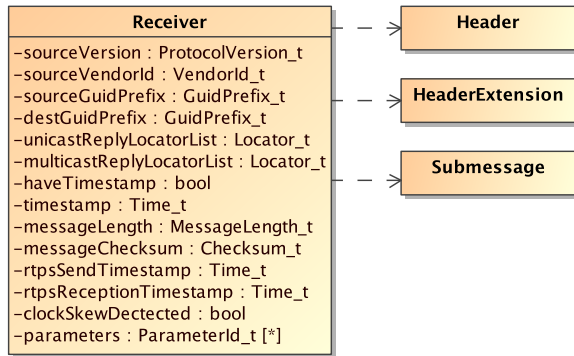 Receiver
-sourceVersion : ProtocolVersion_t
-sourceVendorId : VendorId_t
-sourceGuidPrefix : GuidPrefix_t
-destGuidPrefix : GuidPrefix_t
-unicastReplyLocatorList : Locator_t
-multicastReplyLocatorList : Locator_t
-haveTimestamp : bool
-timestamp : Time_t
-messageLength : MessageLength_t
-messageChecksum : Checksum_t
-rtpsSendTimestamp : Time_t
-rtpsReceptionTimestamp : Time_t
-clockSkewDectected : bool
-parameters : ParameterId_t [*]
Header
HeaderExtension
Submessage